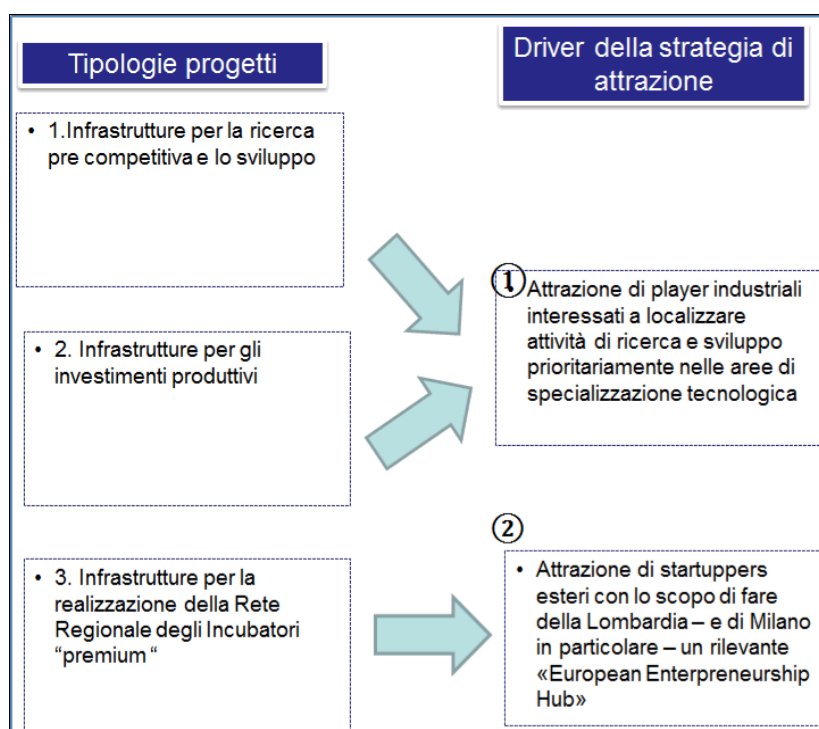 Tipologie progetti
• 1.Infrastrutture per la ricerca
pre competitiva e lo sviluppo
• 2. Infrastrutture per gli
investimenti produttivi
• 3. Infrastrutture per la
realizzazione della Rete
Regionale degli Incubatori
“premium “
Driver della strategia di
attrazione
①
Attrazione di player industriali
interessati a localizzare
attività di ricerca e sviluppo
prioritariamente nelle aree di
specializzazione tecnologica
②
• Attrazione di startuppers
esteri con lo scopo di fare
della Lombardia – e di Milano
in particolare – un rilevante
«European Enterpreneurship
Hub»